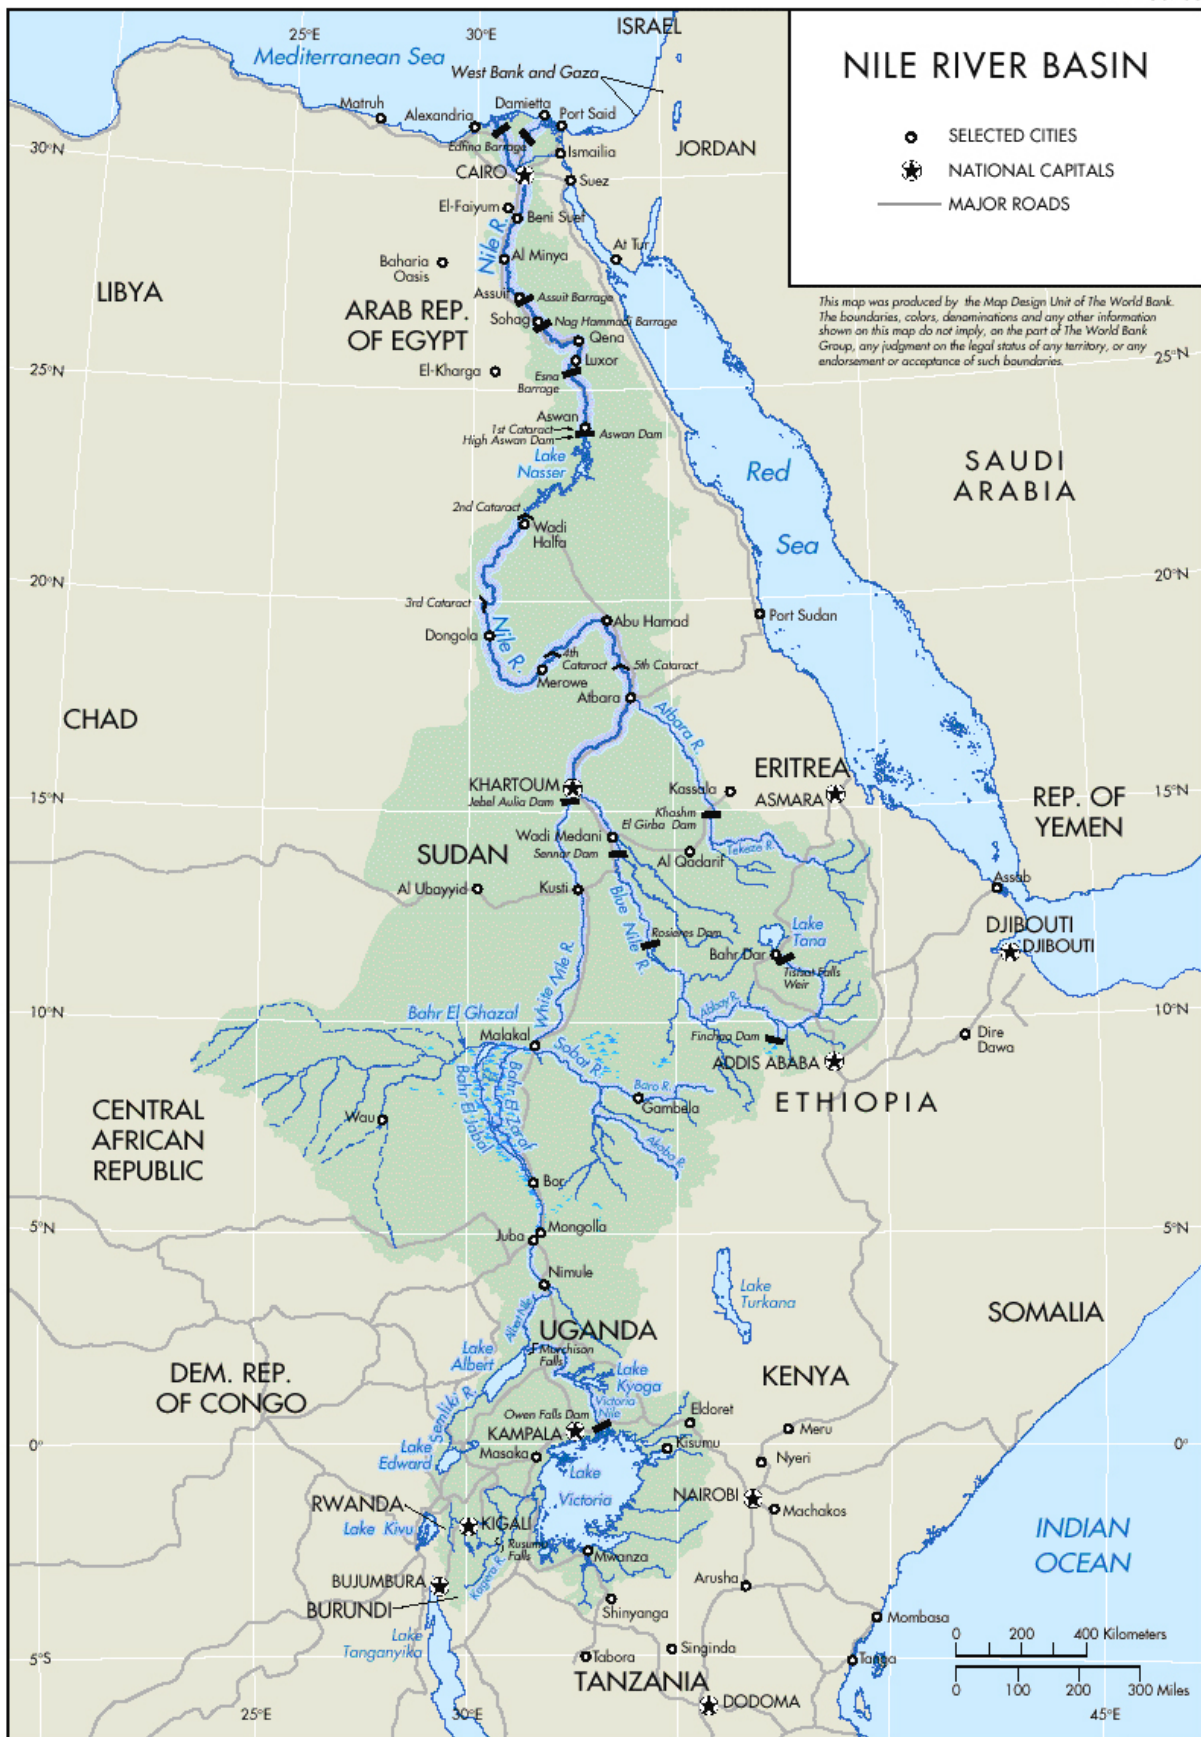 NILE RIVER BASIN
SELECTED CITIES
NATIONAL CAPITALS
MAJOR ROADS
This map was produced by the Map Design Unit of The World Bank.
The boundaries, colors, denominations and any other information
shown on this map do not imply, on the part of The World Bank
Group, any judgment on the legal status of any territory, or any
endorsement or acceptance of such boundaries.
25°E
30°E
ISRAEL
Mediterranean Sea
West Bank and Gaza
Matruh
Alexandria
Damietta
Port Said
Edfina Barrage
Ismailia
JORDAN
30°N
CAIRO
Suez
El-Faiyum
Beni Suef
Nile R.
At Tur
Baharia
Oasis
Al Minya
LIBYA
Assuit
Assuit Barrage
ARAB REP.
OF EGYPT
Sohag
Nag Hammadi Barrage
Qena
Luxor
25°N
25°N
El-Kharga
Esna
Barrage
Aswan
1st Cataract
High Aswan Dam
Aswan Dam
Lake
Nasser
Red
Sea
SAUDI
ARABIA
2nd Cataract
Wadi
Halfa
20°N
20°N
3rd Cataract
Nile R.
Dongola
Abu Hamad
Port Sudan
4th
Cataract
5th Cataract
Merowe
Atbara
CHAD
Atbara R.
KHARTOUM
Jebel Aulia Dam
Kassala
ERITREA
ASMARA
15°N
15°N
REP. OF
YEMEN
Khashm
El Girba Dam
Wadi Medani
Sennar Dam
SUDAN
Al Qadarif
Tekeze R.
Al Ubayyid
Kusti
Assab
Blue Nile R.
Lake
Tana
DJIBOUTI
DJIBOUTI
Rosieres Dam
Bahr Dar
Tissat Falls
Weir
White Nile R.
Abbay R.
10°N
10°N
Bahr El Ghazal
Malakal
Finchaa Dam
Dire
Dawa
Sobat R.
ADDIS ABABA
Bahr El Zaraf
Bahr El Jabal
Baro R.
Gambela
ETHIOPIA
CENTRAL
AFRICAN
REPUBLIC
Wau
Akobo R.
Bor
5°N
5°N
Mongolla
Juba
Nimule
Lake
Turkana
Albert Nile
UGANDA
SOMALIA
Lake
Albert
Murchison
Falls
DEM. REP.
OF CONGO
Lake
Kyoga
KENYA
Semliki R.
Victoria
Nile
Owen Falls Dam
Eldoret
KAMPALA
Meru
0°
0°
Masaka
Kisumu
Lake
Edward
Nyeri
Lake
Victoria
NAIROBI
RWANDA
Machakos
Lake Kivu
KIGALI
INDIAN
OCEAN
Rusumo
Falls
Mwanza
Kagera R.
BUJUMBURA
Arusha
BURUNDI
Shinyanga
Mombasa
Lake
Tanganyika
0 200 400 Kilometers
Singinda
5°S
Tabora
Tanga
TANZANIA
0 100 200 300 Miles
DODOMA
25°E
30°E
45°E